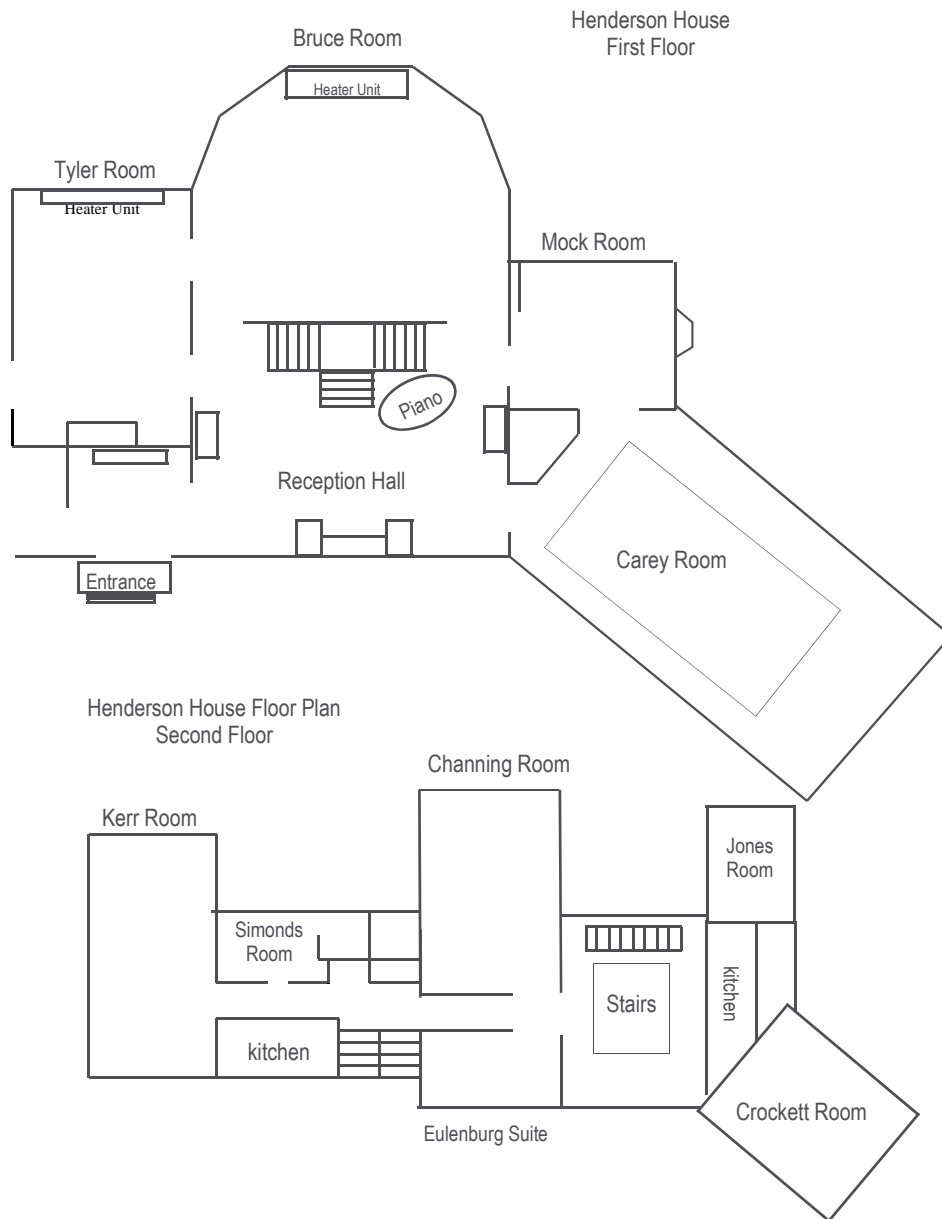 Henderson House
First Floor
Bruce Room
Heater Unit
Tyler Room
Heater Unit
Mock Room
Piano
Reception Hall
Carey Room
Entrance
Henderson House Floor Plan
Second Floor
Channing Room
Kerr Room
Jones
Room
Simonds
Room
kitchen
Stairs
kitchen
Crockett Room
Eulenburg Suite